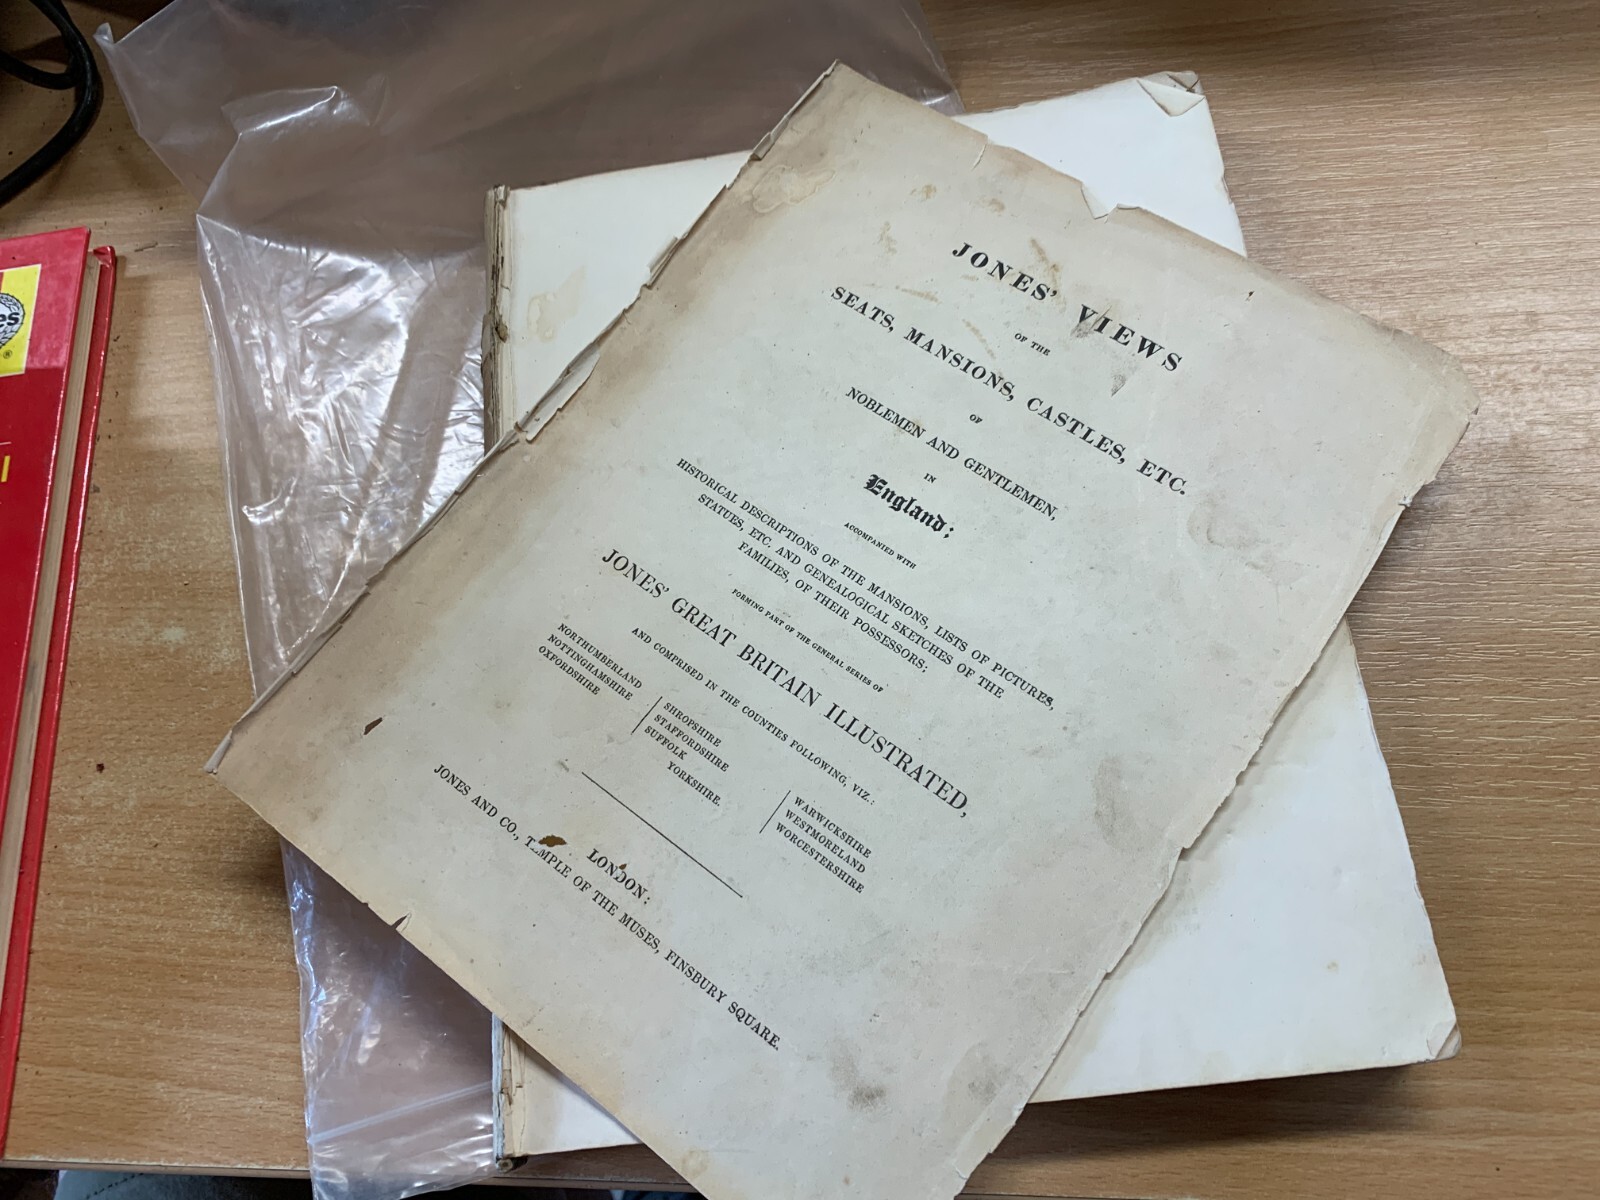 JONES' VIEWS
OF THE
SEATS, MANSIONS, CASTLES, ETC.
OF
NOBLEMEN AND GENTLEMEN,
IN
England;
ACCOMPANIED WITH
HISTORICAL DESCRIPTIONS OF THE MANSIONS, LISTS OF PICTURES,
STATUES, ETC. AND GENEALOGICAL SKETCHES OF THE
FAMILIES, OF THEIR POSSESSORS;
FORMING PART OF THE GENERAL SERIES OF
JONES' GREAT BRITAIN ILLUSTRATED,
AND COMPRISED IN THE COUNTIES FOLLOWING, VIZ.:
NORTHUMBERLAND
NOTTINGHAMSHIRE
OXFORDSHIRE
SHROPSHIRE
STAFFORDSHIRE
SUFFOLK
YORKSHIRE.
WARWICKSHIRE
WESTMORELAND
WORCESTERSHIRE
LONDON:
JONES AND CO., TEMPLE OF THE MUSES, FINSBURY SQUARE.